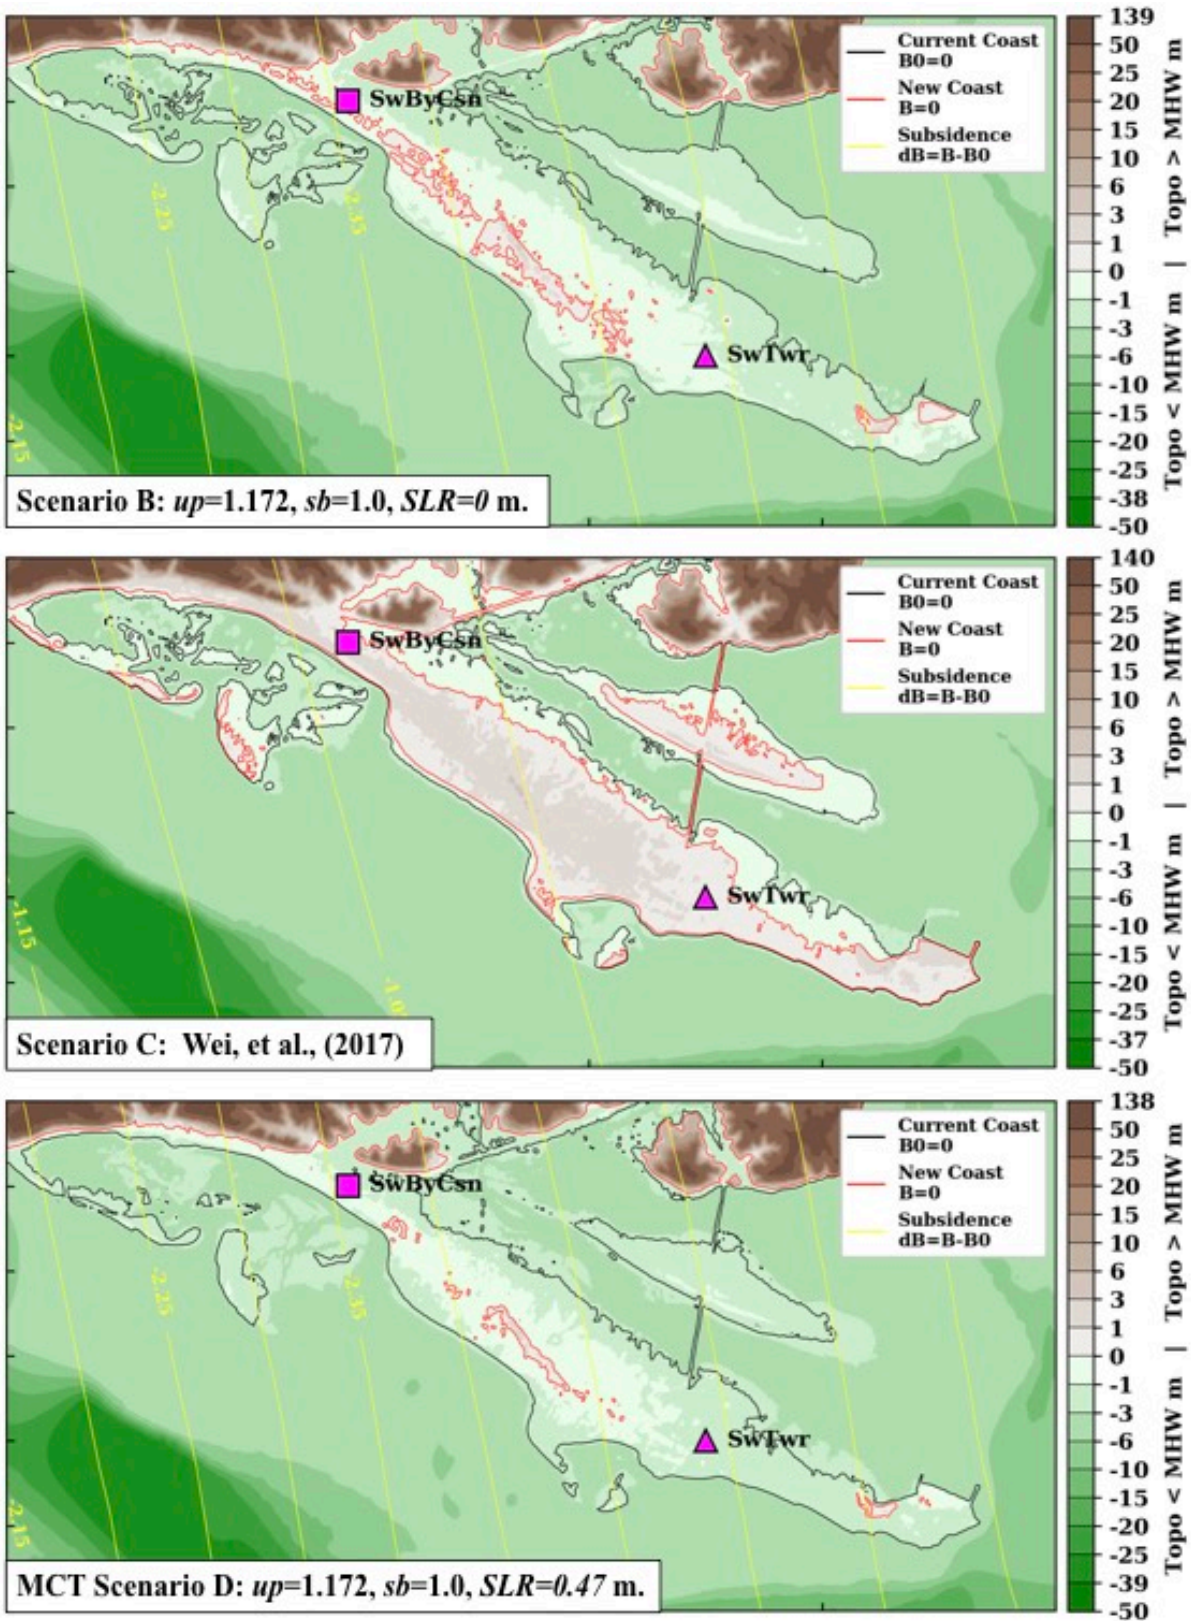 Current Coast
B0=0
New Coast
B=0
Subsidence
dB=B-B0
SwByCsn
-2.25
-2.35
SwTwr
-2.15
Scenario B: up=1.172, sb=1.0, SLR=0 m.
139
50
25
20
15
10
6
3
1
0
-1
-3
-6
-10
-15
-20
-25
-38
-50
Topo < MHW m | Topo > MHW m
Current Coast
B0=0
New Coast
B=0
Subsidence
dB=B-B0
SwByCsn
SwTwr
-1.15
Scenario C: Wei, et al., (2017)
140
50
25
20
15
10
6
3
1
0
-1
-3
-6
-10
-15
-20
-25
-37
-50
Topo < MHW m | Topo > MHW m
Current Coast
B0=0
New Coast
B=0
Subsidence
dB=B-B0
SwByCsn
-2.25
-2.35
SwTwr
-2.15
MCT Scenario D: up=1.172, sb=1.0, SLR=0.47 m.
138
50
25
20
15
10
6
3
1
0
-1
-3
-6
-10
-15
-20
-25
-39
-50
Topo < MHW m | Topo > MHW m